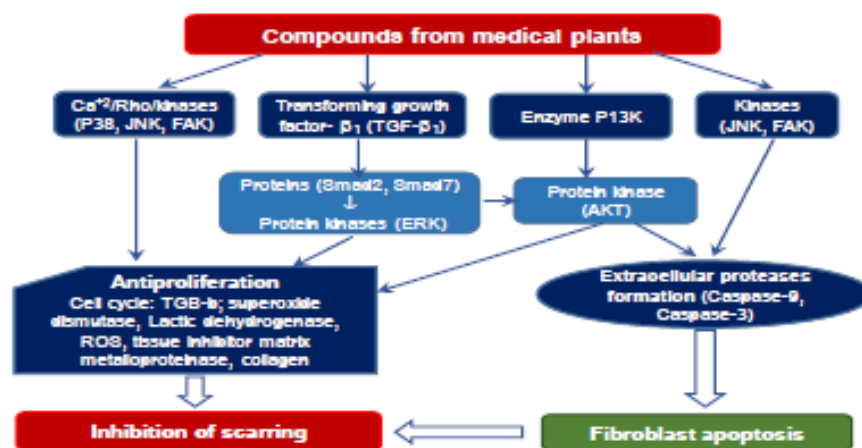 Compounds from medical plants
Ca⁺²/Rho/kinases
(P38, JNK, FAK)
Transforming growth
factor- β₁ (TGF-β₁)
Enzyme P13K
Kinases
(JNK, FAK)
Proteins (Smad2, Smad7)
↓
Protein kinases (ERK)
Protein kinase
(AKT)
Antiproliferation
Cell cycle: TGB-b; superoxide
dismutase, Lactic dehydrogenase,
ROS, tissue inhibitor matrix
metalloproteinase, collagen
Extraoellular proteases
formation (Caspase-9,
Caspase-3)
Inhibition of scarring
Fibroblast apoptosis